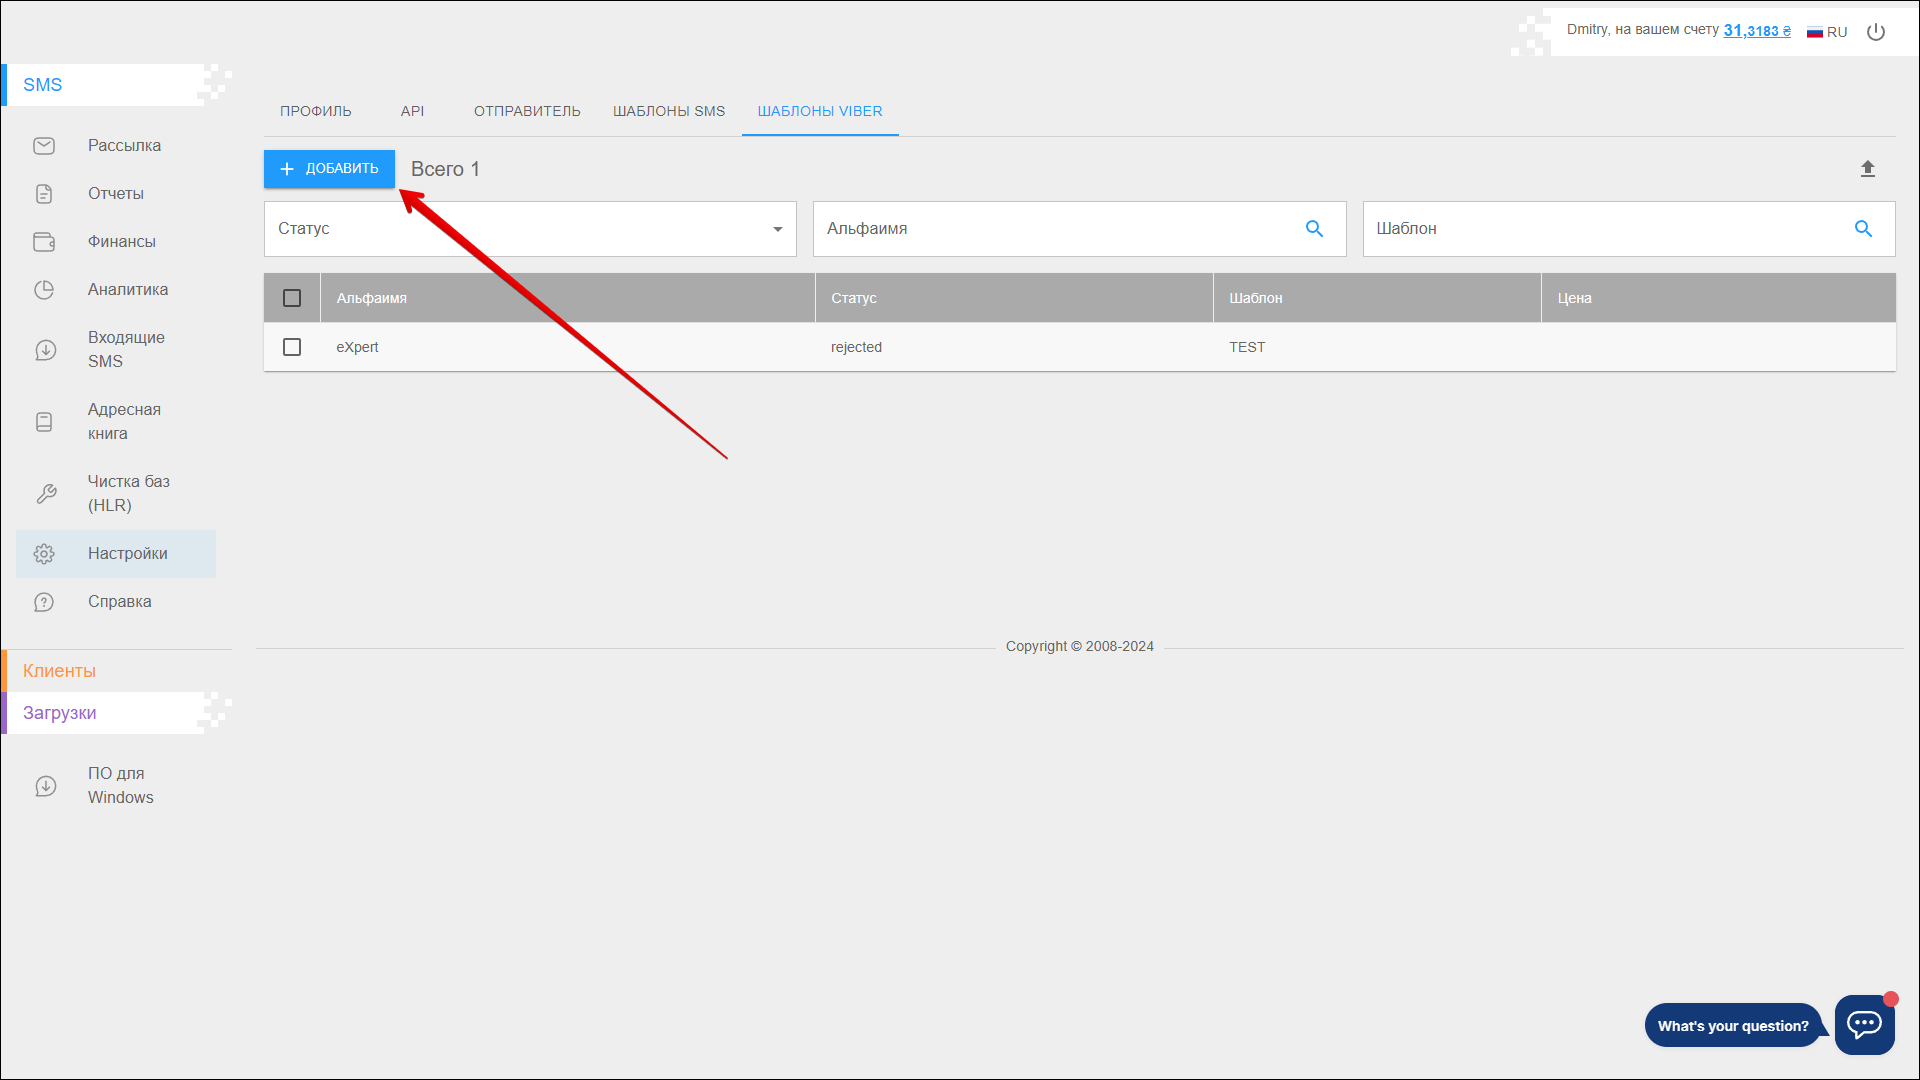 Dmitry, на вашем счету 31,3183 ₴ RU
SMS
Рассылка
Отчеты
Финансы
Аналитика
Входящие
SMS
Адресная
книга
Чистка баз
(HLR)
Настройки
Справка
Клиенты
Загрузки
ПО для
Windows
ПРОФИЛЬ API ОТПРАВИТЕЛЬ ШАБЛОНЫ SMS ШАБЛОНЫ VIBER
ДОБАВИТЬ Всего 1
Статус Альфаимя Шаблон
Альфаимя Статус Шаблон Цена
eXpert rejected TEST
Copyright © 2008-2024
What's your question?